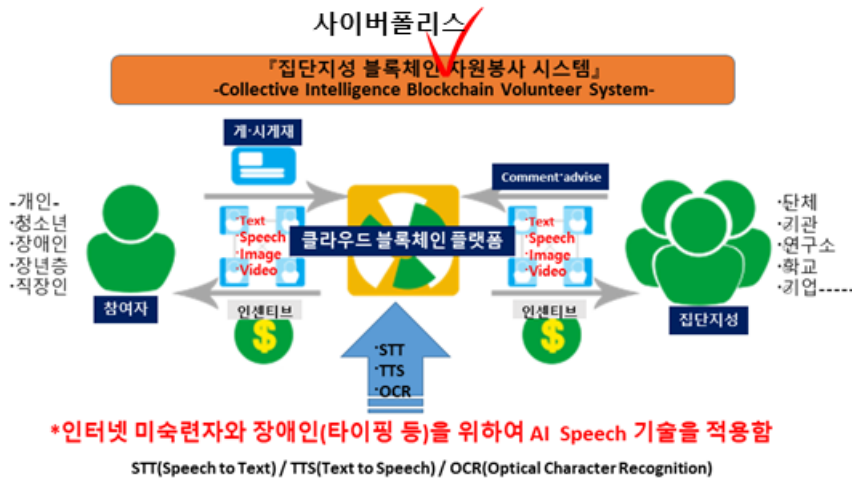 사이버폴리스
『집단지성 블록체인 자원봉사 시스템』
-Collective Intelligence Blockchain Volunteer System-
게·시게재
Comment·advise
-개인-
·청소년
·장애인
·장년층
·직장인
참여자
·Text
·Speech
·Image
·Video
인센티브
$
클라우드 블록체인 플랫폼
·Text
·Speech
·Image
·Video
인센티브
$
·단체
·기관
·연구소
·학교
·기업-----
집단지성
·STT
·TTS
·OCR
*인터넷 미숙련자와 장애인(타이핑 등)을 위하여 AI Speech 기술을 적용함
STT(Speech to Text) / TTS(Text to Speech) / OCR(Optical Character Recognition)